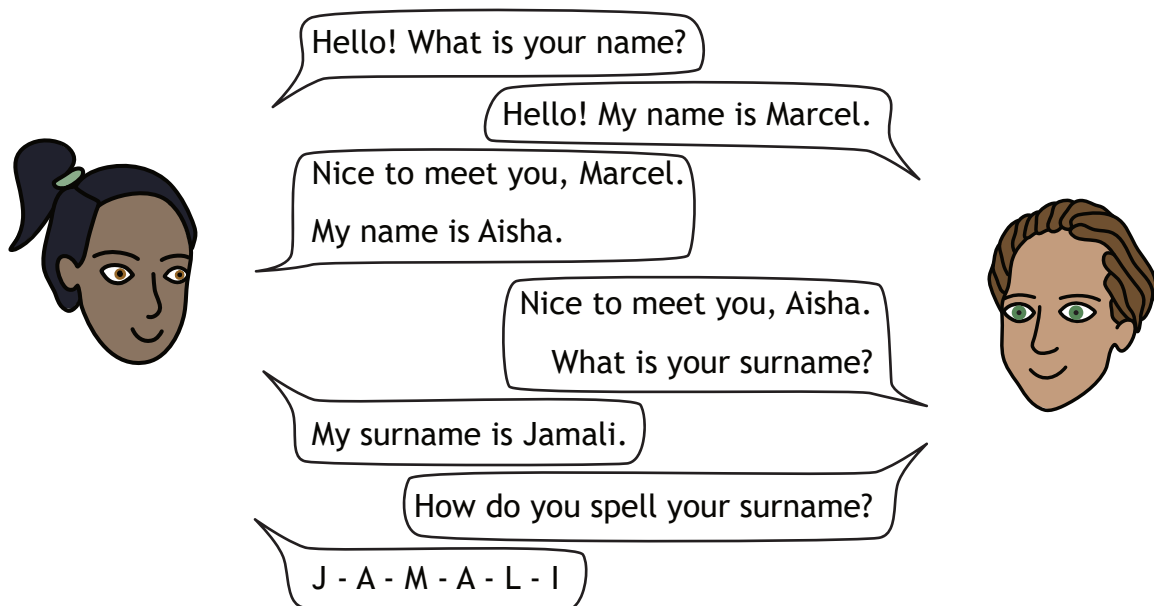 Hello! What is your name?
Hello! My name is Marcel.
Nice to meet you, Marcel.
My name is Aisha.
Nice to meet you, Aisha.
What is your surname?
My surname is Jamali.
How do you spell your surname?
J - A - M - A - L - I